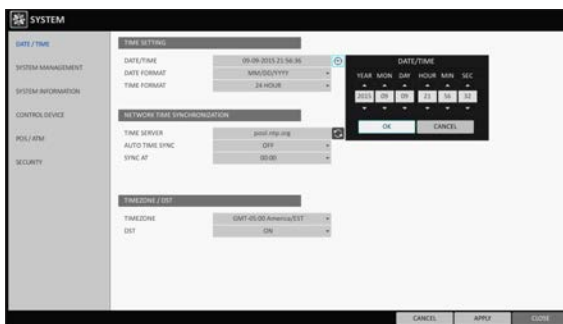 SYSTEM
DATE / TIME
SYSTEM MANAGEMENT
SYSTEM INFORMATION
CONTROL DEVICE
POS / ATM
SECURITY
TIME SETTING
DATE/TIME 09-09-2015 21:56:36
DATE FORMAT MM/DD/YYYY
TIME FORMAT 24 HOUR
NETWORK TIME SYNCHRONIZATION
TIME SERVER pool.ntp.org
AUTO TIME SYNC OFF
SYNC AT 00:00
TIMEZONE / DST
TIMEZONE GMT-05:00 America/EST
DST ON
DATE/TIME
YEAR MON DAY HOUR MIN SEC
2015 09 09 21 56 32
OK CANCEL
CANCEL APPLY CLOSE